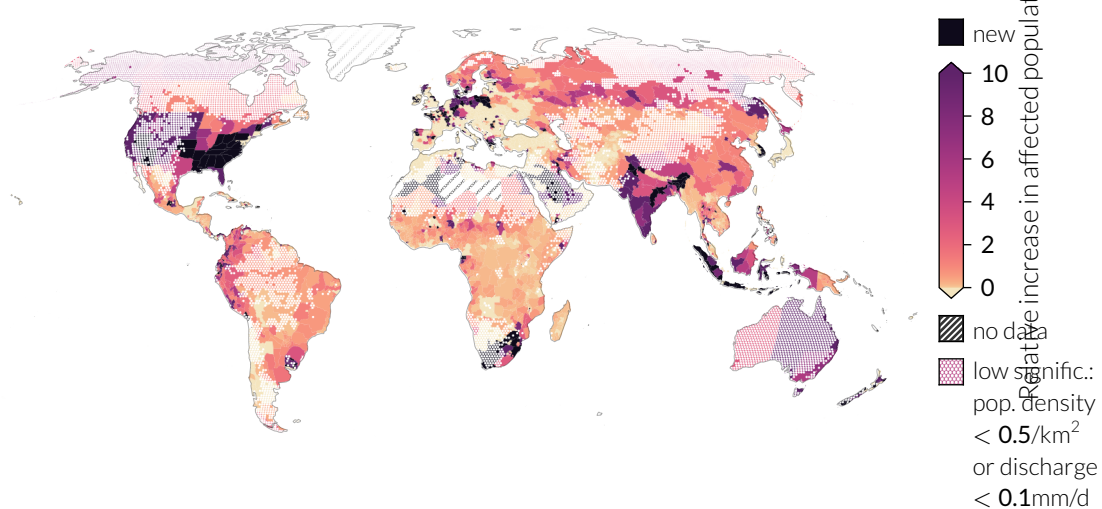 new
10
8
6
4
2
0
Relative increase in affected populat
no data
low signific.:
pop. density
< 0.5/km²
or discharge
< 0.1mm/d